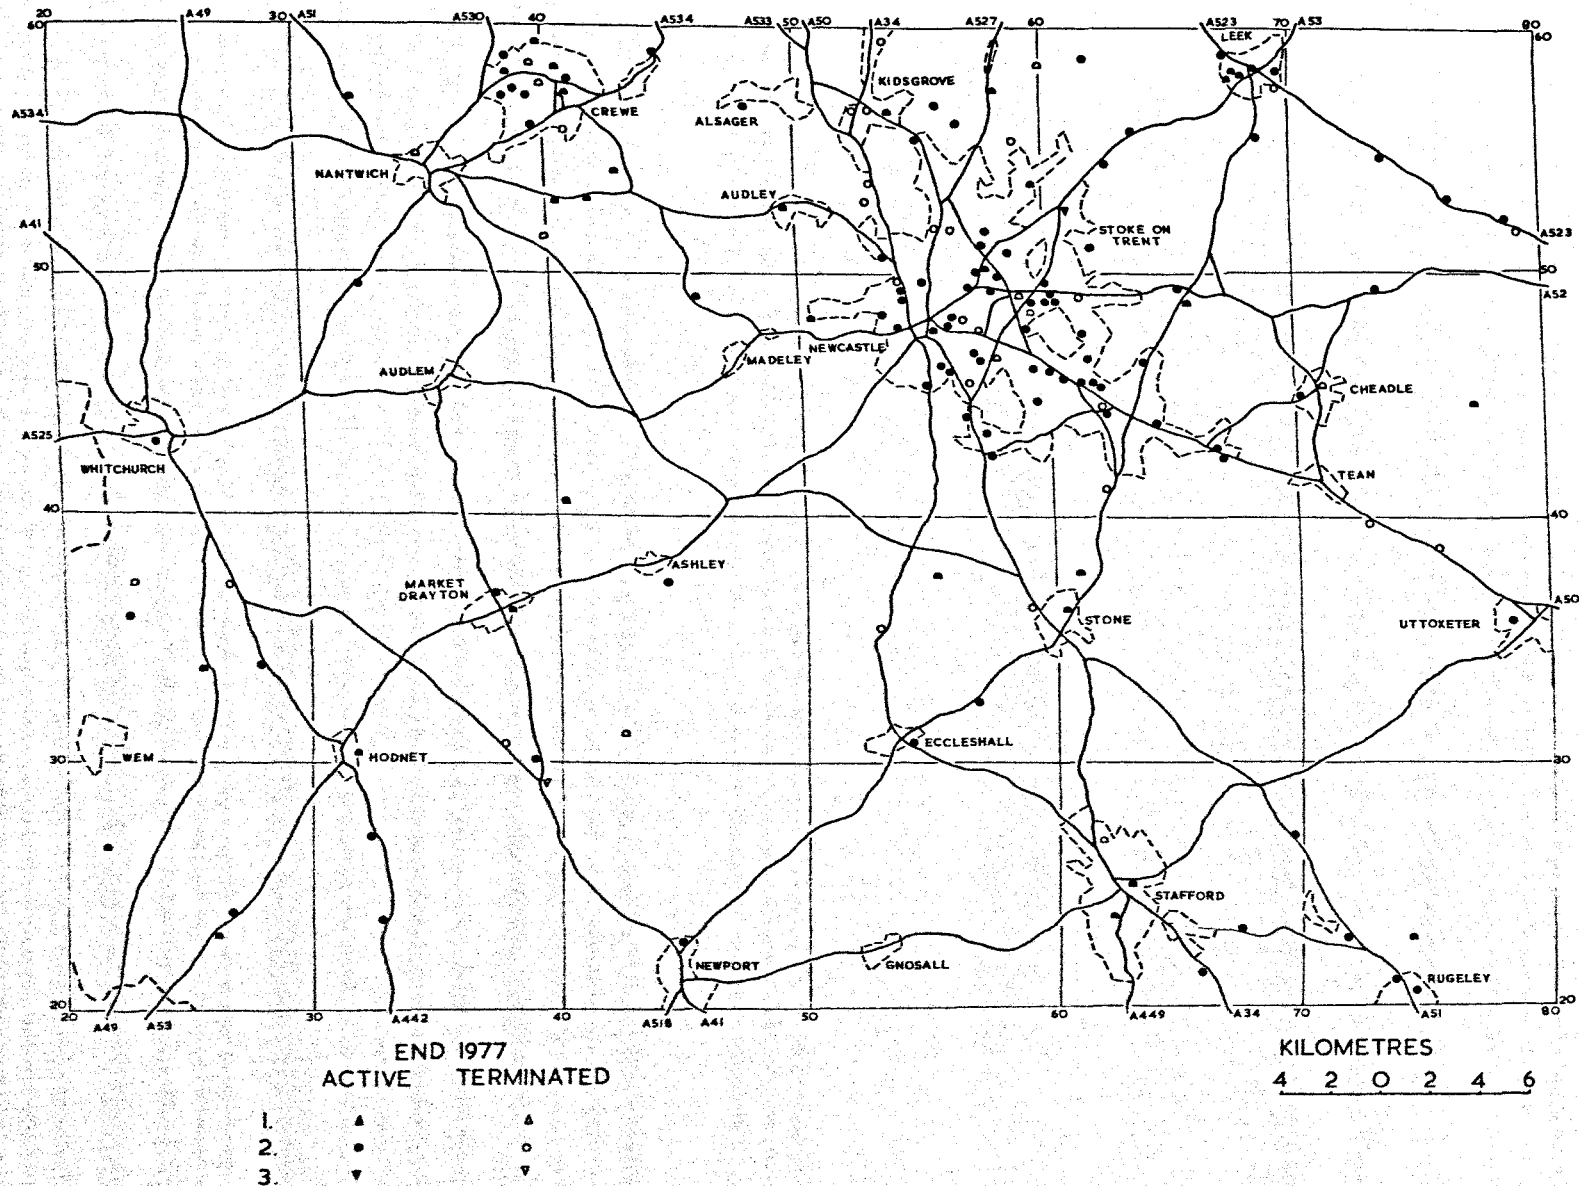 20 A49 30 A51 A530 40 A534 A533 50 A50 A34 A527 60 A523 70 A53 80
60 60
LEEK
KIDSGROVE
A534
CREWE
ALSAGER
NANTWICH
AUDLEY
A41
STOKE ON
TRENT
A523
50 50
A52
NEWCASTLE
MADELEY
AUDLEM
CHEADLE
A525
WHITCHURCH
TEAN
40 40
ASHLEY
MARKET
DRAYTON
A50
STONE
UTTOXETER
ECCLESHALL
WEM
HODNET
30 30
STAFFORD
NEWPORT
GNOSALL
RUGELEY
20 20
20 A49 A53 30 A442 40 A518 A41 50 60 A449 A34 70 A51 80
END 1977
ACTIVE TERMINATED
1.
2.
3.
KILOMETRES
4 2 0 2 4 6